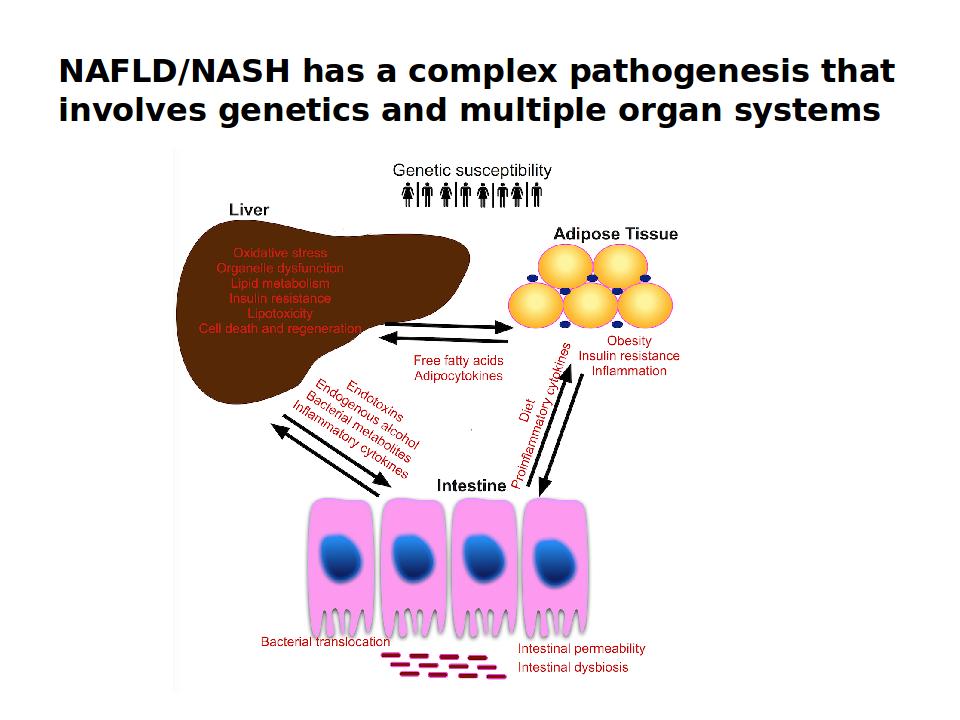 NAFLD/NASH has a complex pathogenesis that
involves genetics and multiple organ systems
Genetic susceptibility
Liver
Adipose Tissue
Oxidative stress
Organelle dysfunction
Lipid metabolism
Insulin resistance
Lipotoxicity
Cell death and regeneration
Free fatty acids
Adipocytokines
Obesity
Insulin resistance
Inflammation
Endotoxins
Endogenous alcohol
Bacterial metabolites
Inflammatory cytokines
Diet
Proinflammatory cytokines
Intestine
Bacterial translocation
Intestinal permeability
Intestinal dysbiosis